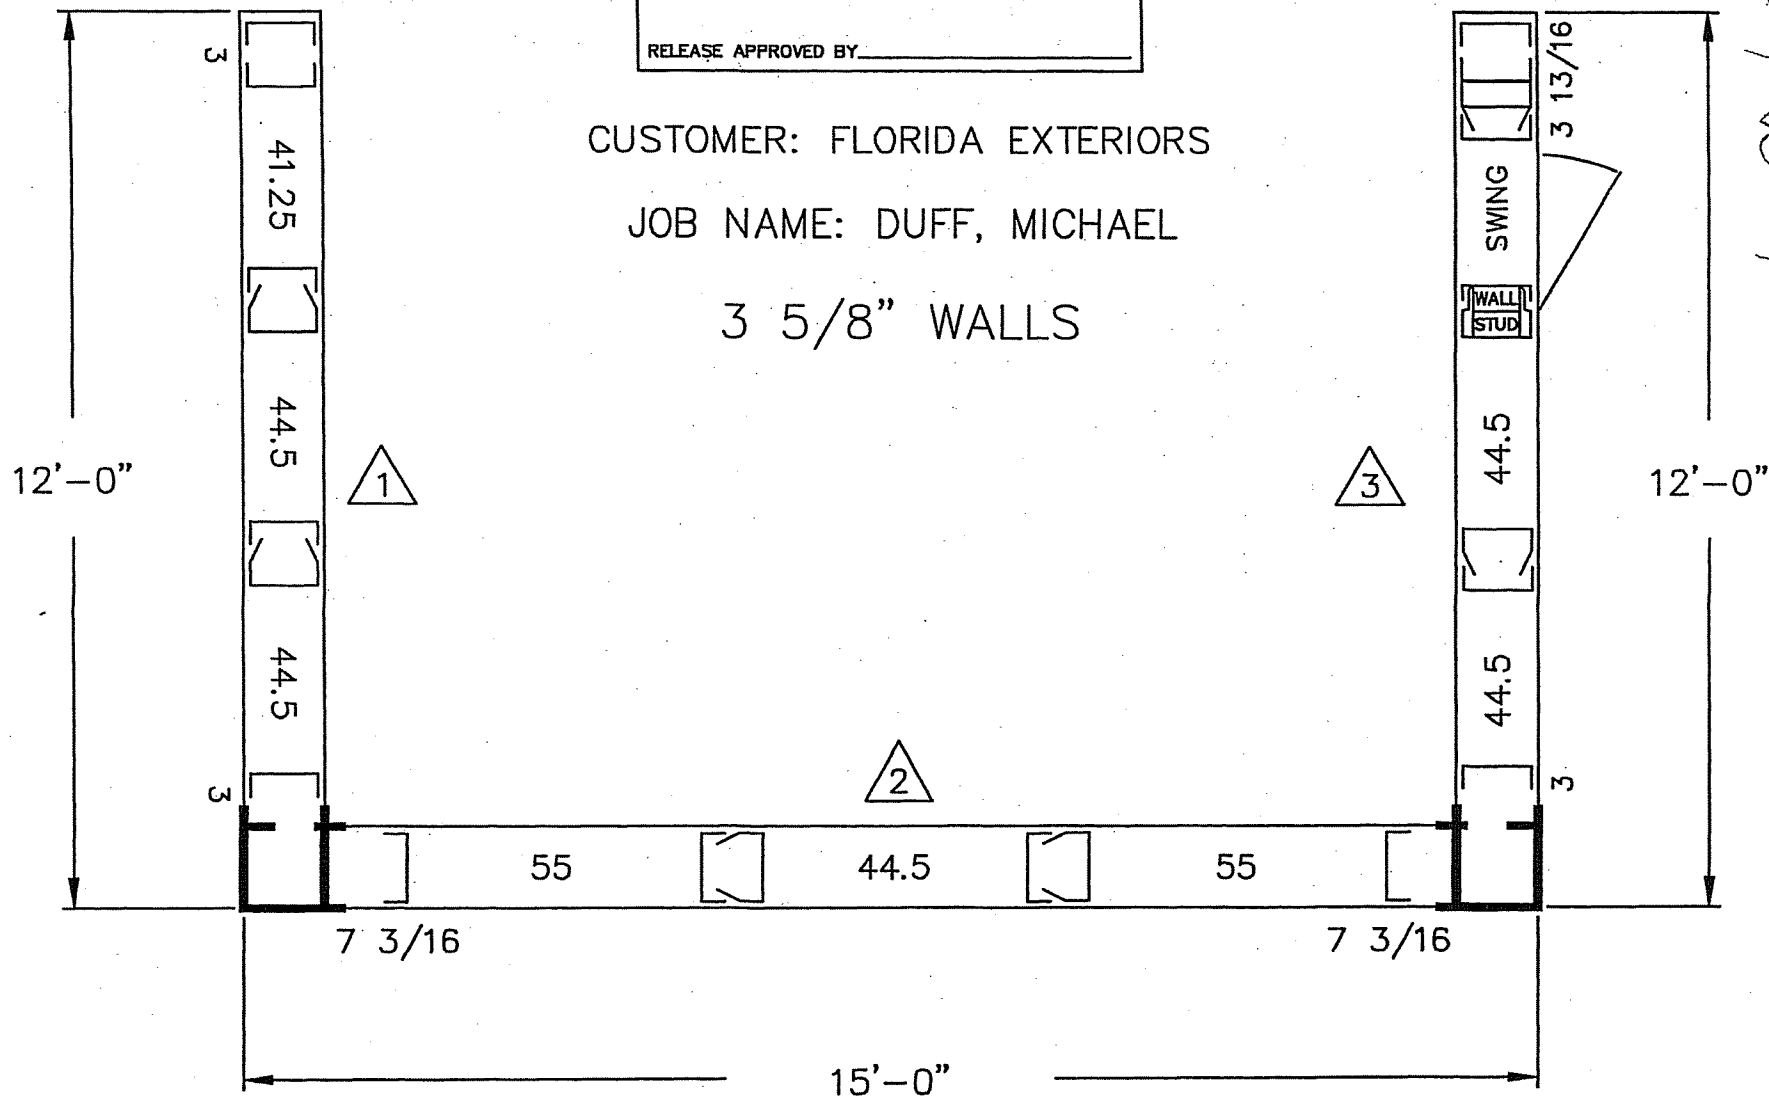 RELEASE APPROVED BY
CUSTOMER: FLORIDA EXTERIORS
JOB NAME: DUFF, MICHAEL
3 5/8” WALLS
3
41.25
44.5
44.5
3
12’-0”
1
2
3
55
44.5
55
7 3/16
7 3/16
15’-0”
3 13/16
SWING
WALL
STUD
44.5
44.5
3
12’-0”